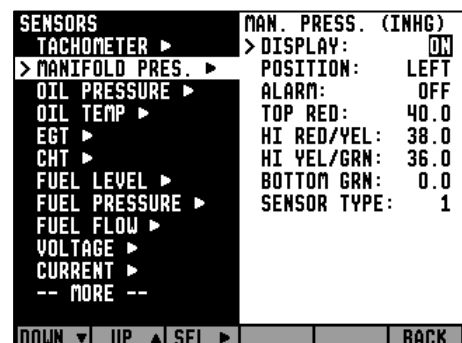 SENSORS
TACHOMETER ►
> MANIFOLD PRES. ►
OIL PRESSURE ►
OIL TEMP ►
EGT ►
CHT ►
FUEL LEVEL ►
FUEL PRESSURE ►
FUEL FLOW ►
VOLTAGE ►
CURRENT ►
-- MORE --
MAN. PRESS. (INHG)
> DISPLAY: ON
POSITION: LEFT
ALARM: OFF
TOP RED: 40.0
HI RED/YEL: 38.0
HI YEL/GRN: 36.0
BOTTOM GRN: 0.0
SENSOR TYPE: 1
DOWN ▼ UP ▲ SEL ► BACK